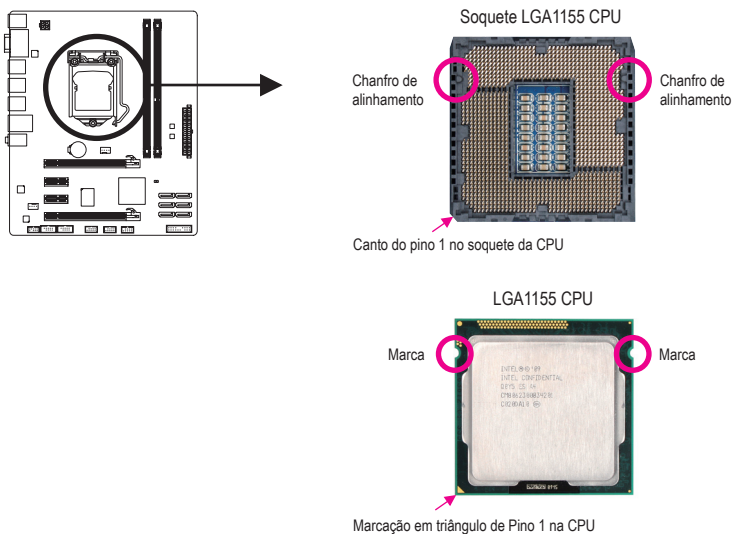 Soquete LGA1155 CPU
Chanfro de
alinhamento
Chanfro de
alinhamento
Canto do pino 1 no soquete da CPU
LGA1155 CPU
Marca
Marca
INTEL
INTEL CONFIDENTIAL
Marcação em triângulo de Pino 1 na CPU